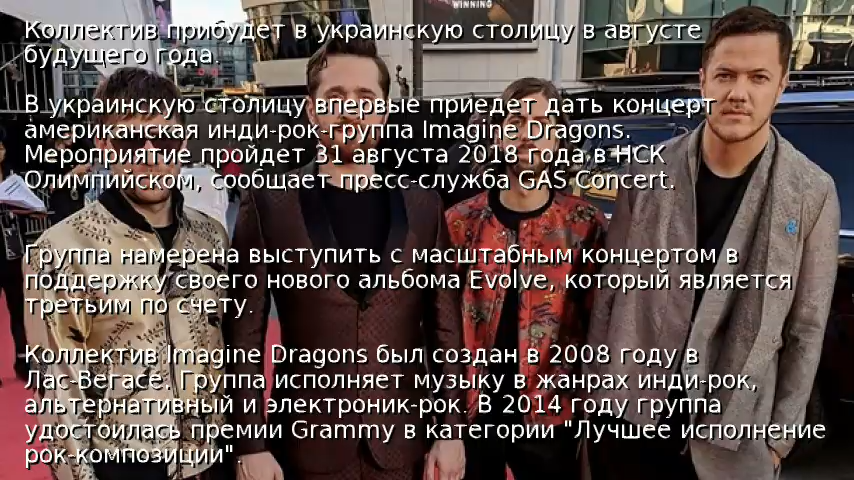 WINNING
Коллектив прибудет в украинскую столицу в августе
будущего года.
В украинскую столицу впервые приедет дать концерт
американская инди-рок-группа Imagine Dragons.
Мероприятие пройдет 31 августа 2018 года в НСК
Олимпийском, сообщает пресс-служба GAS Concert.
Группа намерена выступить с масштабным концертом в
поддержку своего нового альбома Evolve, который является
третьим по счету.
Коллектив Imagine Dragons был создан в 2008 году в
Лас-Вегасе. Группа исполняет музыку в жанрах инди-рок,
альтернативный и электроник-рок. В 2014 году группа
удостоилась премии Grammy в категории "Лучшее исполнение
рок-композиции".